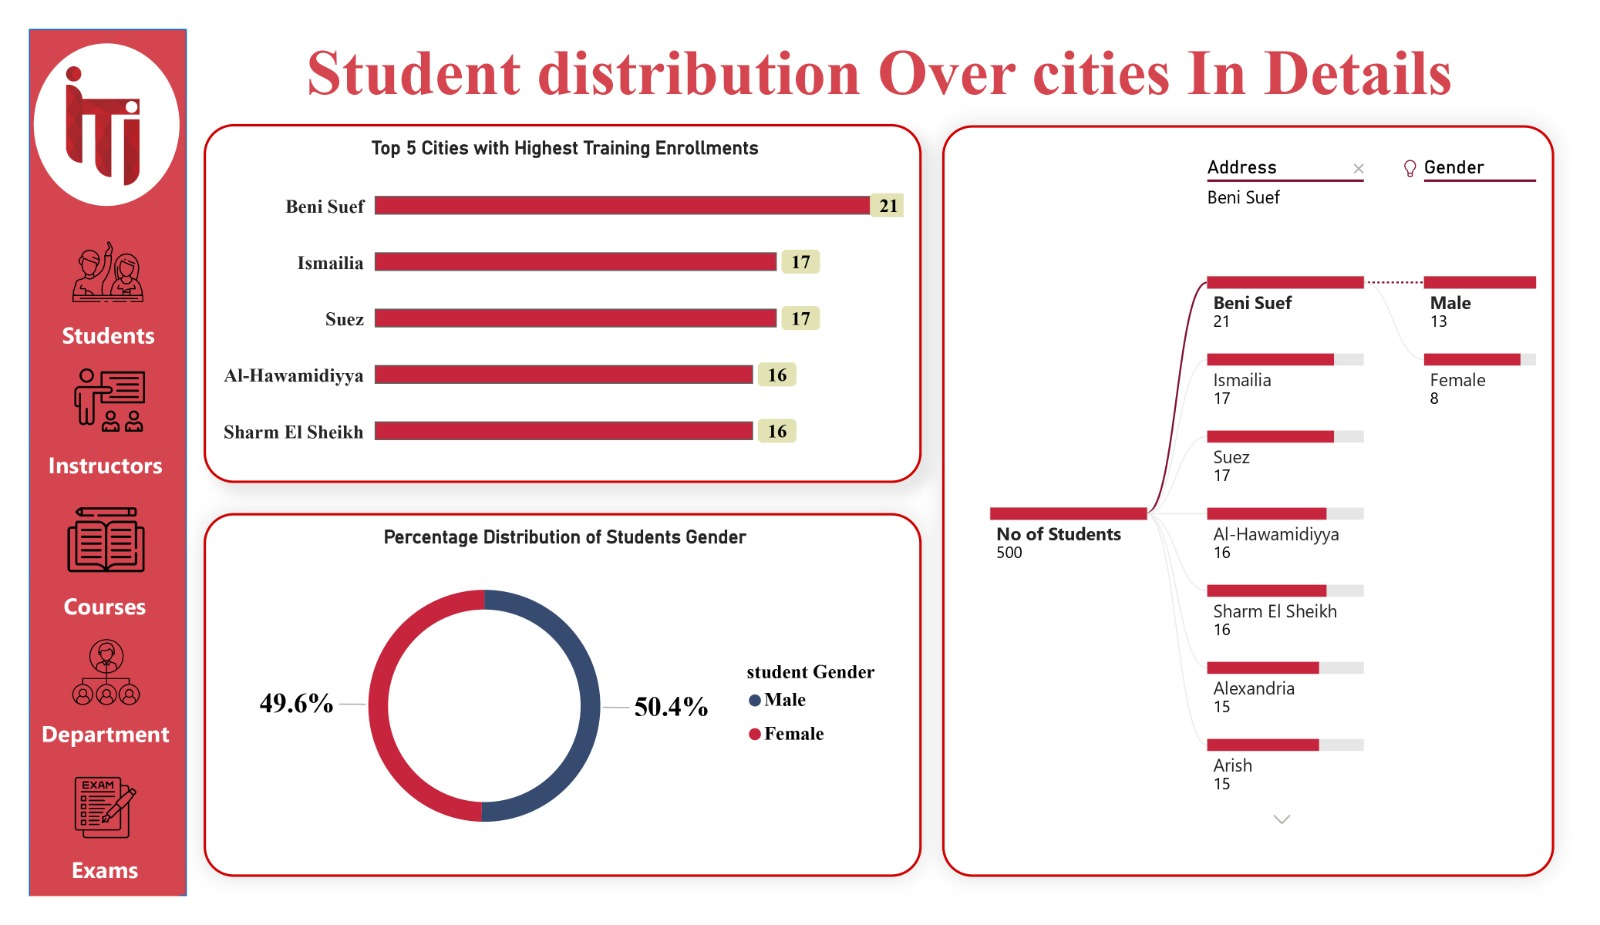 iTi
Students
Instructors
Courses
Department
EXAM
Exams
Student distribution Over cities In Details
Top 5 Cities with Highest Training Enrollments
Beni Suef 21
Ismailia 17
Suez 17
Al-Hawamidiyya 16
Sharm El Sheikh 16
Percentage Distribution of Students Gender
49.6%
50.4%
student Gender
Male
Female
Address
Beni Suef
Gender
No of Students
500
Beni Suef
21
Ismailia
17
Suez
17
Al-Hawamidiyya
16
Sharm El Sheikh
16
Alexandria
15
Arish
15
Male
13
Female
8